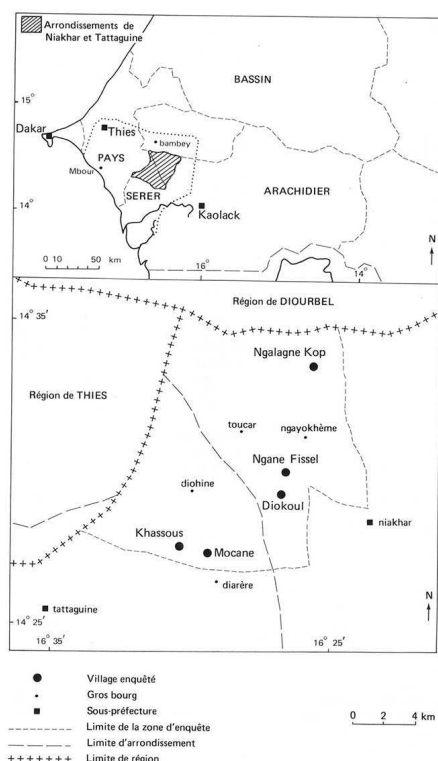 Arrondissements de
Niakhar et Tattaguine
BASSIN
15°
Dakar
Thies
bambey
PAYS
Mbour
SERER
ARACHIDIER
14°
Kaolack
N
0 10 50 km
16°
14°
Région de DIOURBEL
14° 35'
Ngalagne Kop
Région de THIES
toucar
ngayokhème
Ngane Fissel
diohine
Diokoul
niakhar
Khassous
Mocane
diarère
tattaguine
N
14° 25'
16° 35'
16° 25'
Village enquêté
Gros bourg
Sous-préfecture
Limite de la zone d'enquête
0 4 km
Limite d'arrondissement
Limite de région